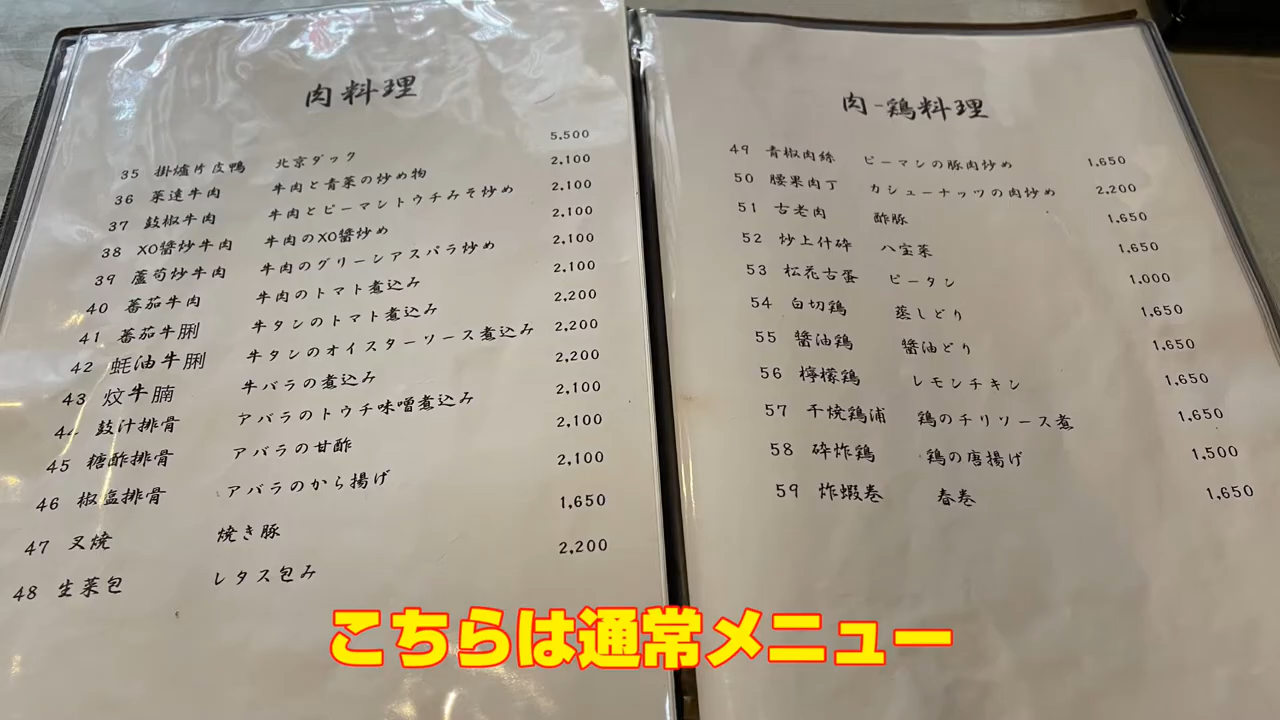 肉料理
35 掛爐片皮鴨 北京ダック 5,500
36 菜遠牛肉 牛肉と青菜の炒め物 2,100
37 鼓椒牛肉 牛肉とピーマントウチみそ炒め 2,100
38 XO醤炒牛肉 牛肉のXO醤炒め 2,100
39 蘆荀炒牛肉 牛肉のグリーンアスパラ炒め 2,100
40 蕃茄牛肉 牛肉のトマト煮込み 2,100
41 蕃茄牛脷 牛タンのトマト煮込み 2,200
42 蚝油牛脷 牛タンのオイスターソース煮込み 2,200
43 炆牛腩 牛バラの煮込み 2,200
44 鼓汁排骨 アバラのトウチ味噌煮込み 2,100
45 糖酢排骨 アバラの甘酢 2,100
46 椒盐排骨 アバラのから揚げ 2,100
47 叉焼 焼き豚 1,650
48 生菜包 レタス包み 2,200
肉-鶏料理
49 青椒肉絲 ピーマンの豚肉炒め 1,650
50 腰果肉丁 カシューナッツの肉炒め 2,200
51 古老肉 酢豚 1,650
52 炒上什砕 八宝菜 1,650
53 松花古蛋 ピータン 1,000
54 白切鶏 蒸しどり 1,650
55 醤油鶏 醤油どり 1,650
56 檸檬鶏 レモンチキン 1,650
57 干焼鶏浦 鶏のチリソース煮 1,650
58 砕炸鶏 鶏の唐揚げ 1,500
59 炸蝦巻 春巻 1,650
こちらは通常メニュー